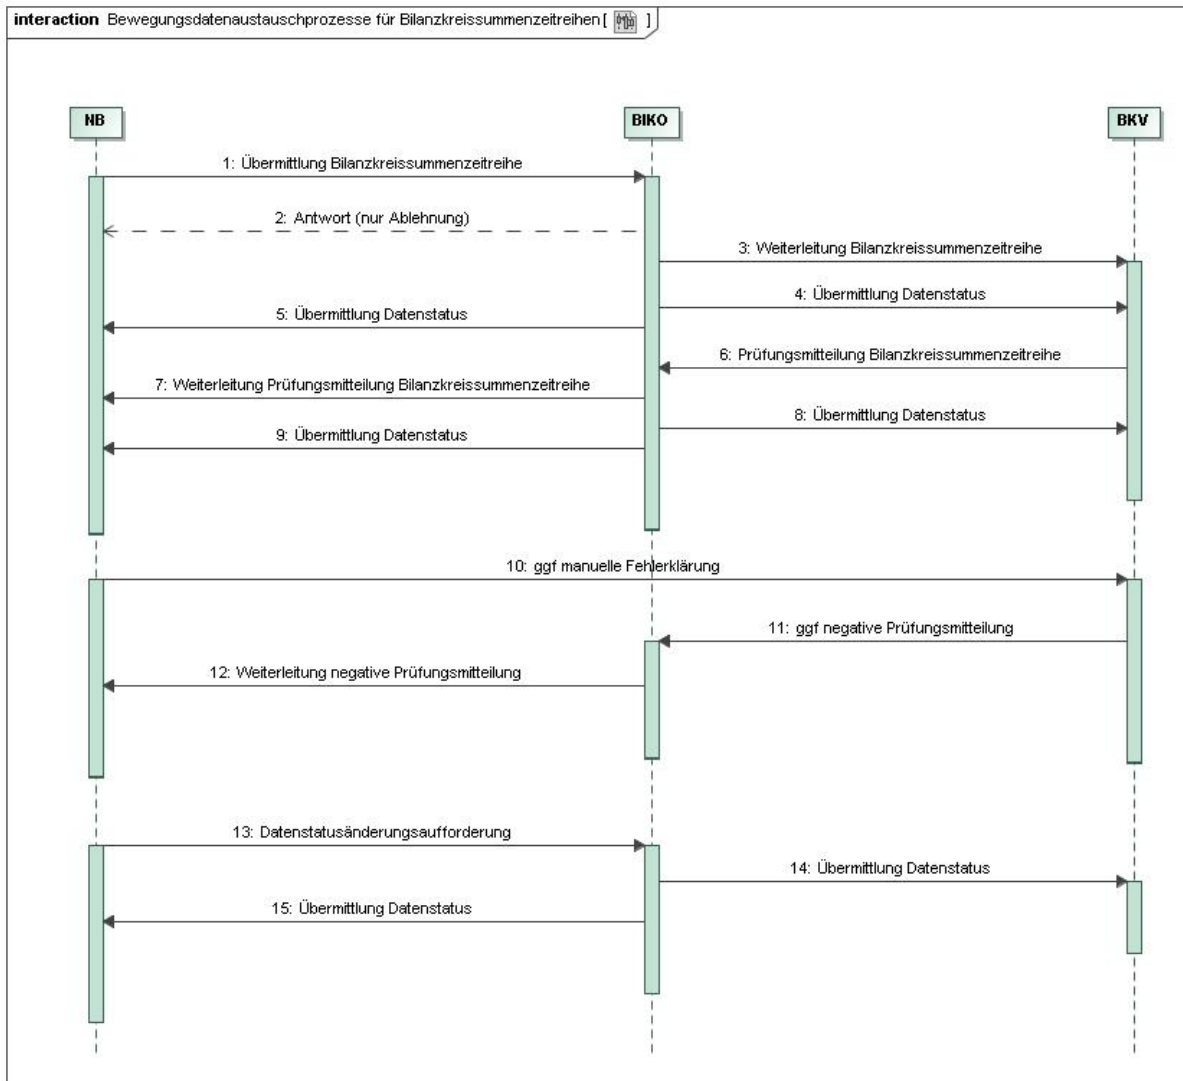 interaction Bewegungsdatenaustauschprozesse für Bilanzkreissummenzeitreihen [ ]
NB
BIKO
BKV
1: Übermittlung Bilanzkreissummenzeitreihe
2: Antwort (nur Ablehnung)
3: Weiterleitung Bilanzkreissummenzeitreihe
4: Übermittlung Datenstatus
5: Übermittlung Datenstatus
6: Prüfungsmitteilung Bilanzkreissummenzeitreihe
7: Weiterleitung Prüfungsmitteilung Bilanzkreissummenzeitreihe
8: Übermittlung Datenstatus
9: Übermittlung Datenstatus
10: ggf manuelle Fehlerklärung
11: ggf negative Prüfungsmitteilung
12: Weiterleitung negative Prüfungsmitteilung
13: Datenstatusänderungsaufforderung
14: Übermittlung Datenstatus
15: Übermittlung Datenstatus